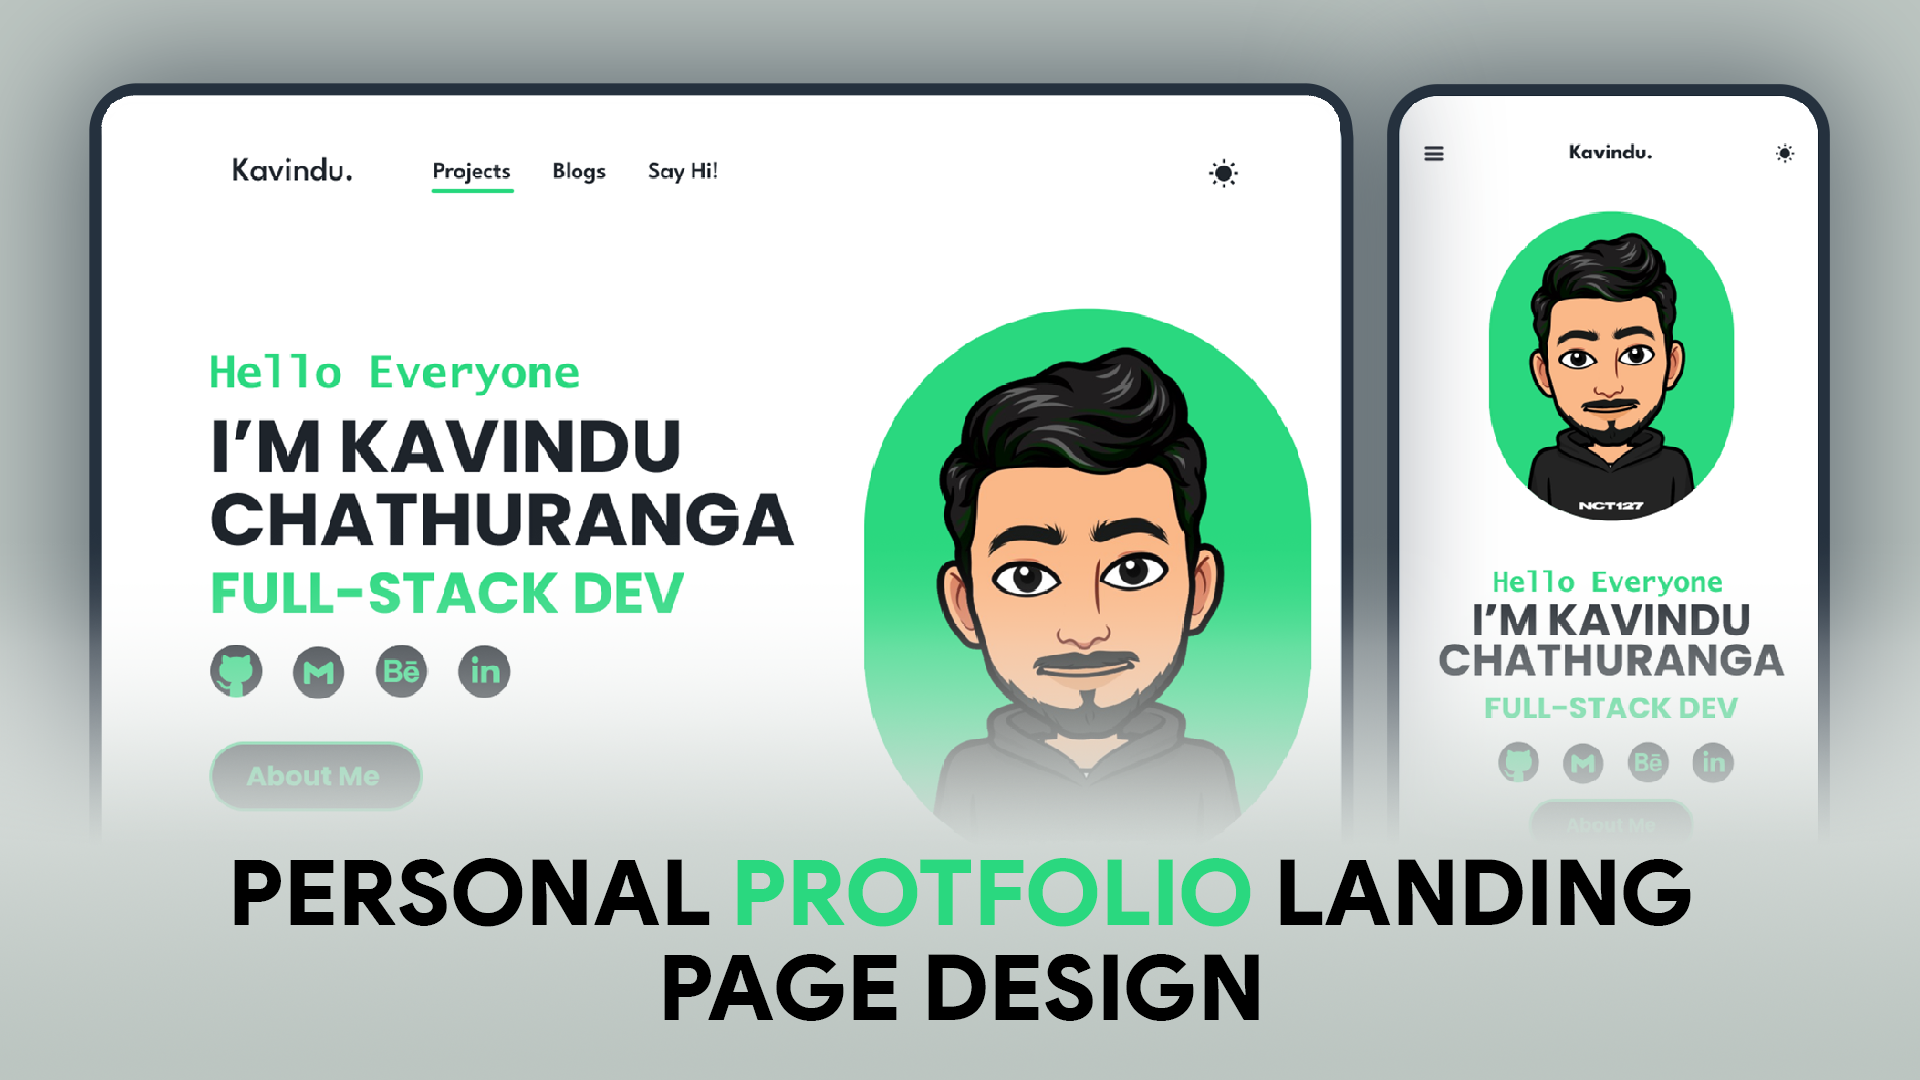 Kavindu. Projects Blogs Say Hi!
Hello Everyone
I'M KAVINDU
CHATHURANGA
FULL-STACK DEV
Bē in
About Me
Kavindu.
NCT127
Hello Everyone
I'M KAVINDU
CHATHURANGA
FULL-STACK DEV
Bē in
About Me
PERSONAL PROTFOLIO LANDING
PAGE DESIGN